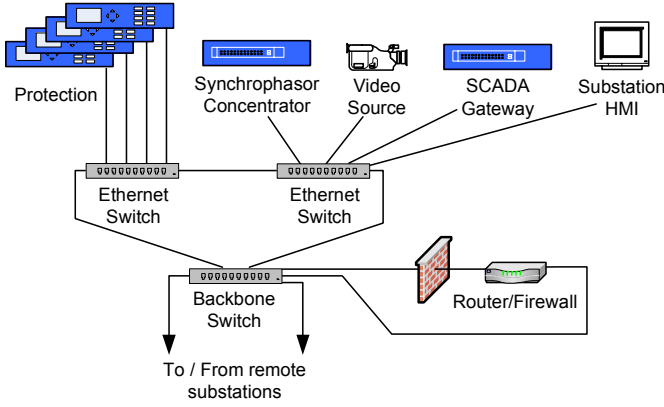 Protection
Synchrophasor
Concentrator
Video
Source
SCADA
Gateway
Substation
HMI
Ethernet
Switch
Ethernet
Switch
Backbone
Switch
Router/Firewall
To / From remote
substations